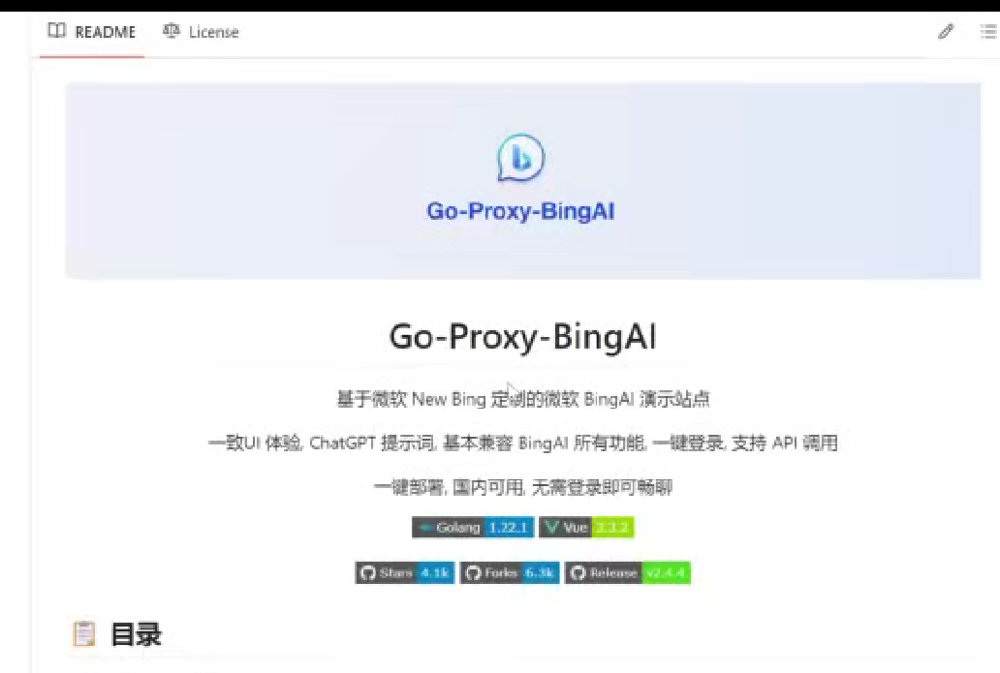 README License
Go-Proxy-BingAI
Go-Proxy-BingAI
基于微软 New Bing 定制的微软 BingAI 演示站点
一致UI 体验, ChatGPT 提示词, 基本兼容 BingAI 所有功能, 一键登录, 支持 API 调用
一键部署, 国内可用, 无需登录即可畅聊
Golang 1.22.1 Vue 3.3.2
Stars 4.1k Forks 6.3k Release v2.4.4
目录